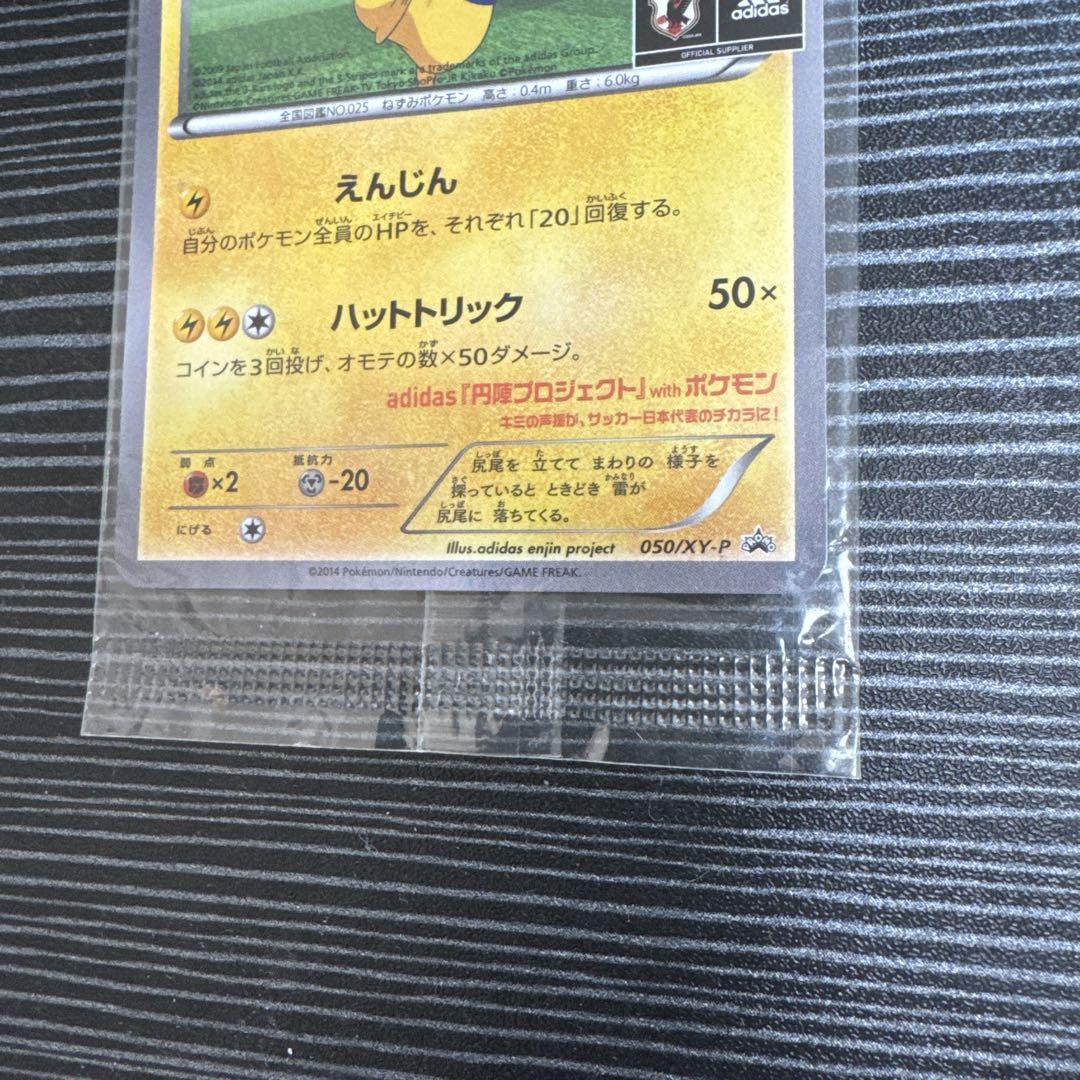 adidas
OFFICIAL SUPPLIER
trademarks of the adidas Group.
全国図鑑NO.025 ねずみポケモン 高さ:0.4m 重さ:6.0kg
えんじん
自分のポケモン全員のHPを、それぞれ「20」回復する。
ハットトリック 50×
コインを3回投げ、オモテの数×50ダメージ。
adidas『円陣プロジェクト』with ポケモン
キミの声援が、サッカー日本代表のチカラに!
弱点 抵抗力
×2 -20
にげる
尻尾を 立てて まわりの 様子を
探っていると ときどき 雷が
尻尾に 落ちてくる。
Illus.adidas enjin project 050/XY-P
©2014 Pokémon/Nintendo/Creatures/GAME FREAK.